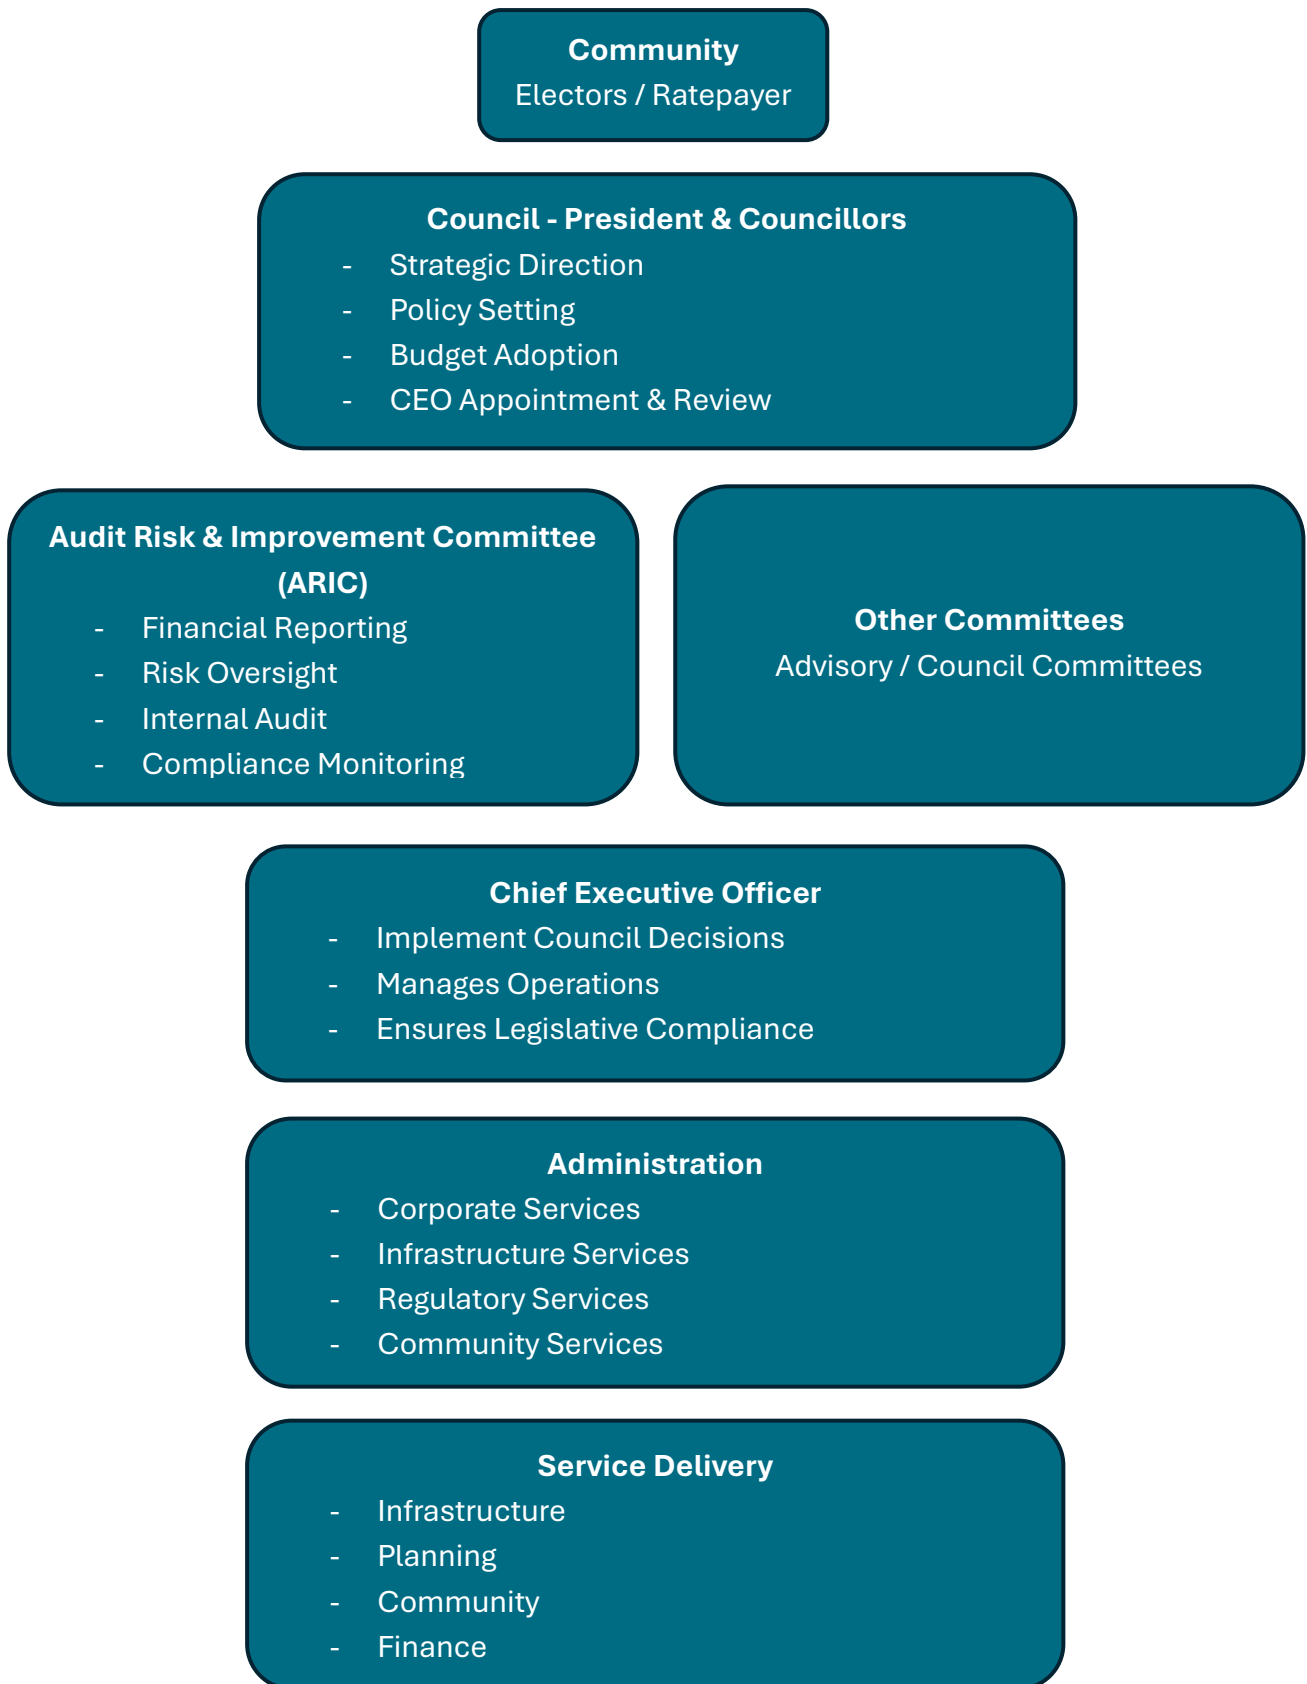 Community
Electors / Ratepayer
Council - President & Councillors
- Strategic Direction
- Policy Setting
- Budget Adoption
- CEO Appointment & Review
Audit Risk & Improvement Committee
(ARIC)
- Financial Reporting
- Risk Oversight
- Internal Audit
- Compliance Monitoring
Other Committees
Advisory / Council Committees
Chief Executive Officer
- Implement Council Decisions
- Manages Operations
- Ensures Legislative Compliance
Administration
- Corporate Services
- Infrastructure Services
- Regulatory Services
- Community Services
Service Delivery
- Infrastructure
- Planning
- Community
- Finance